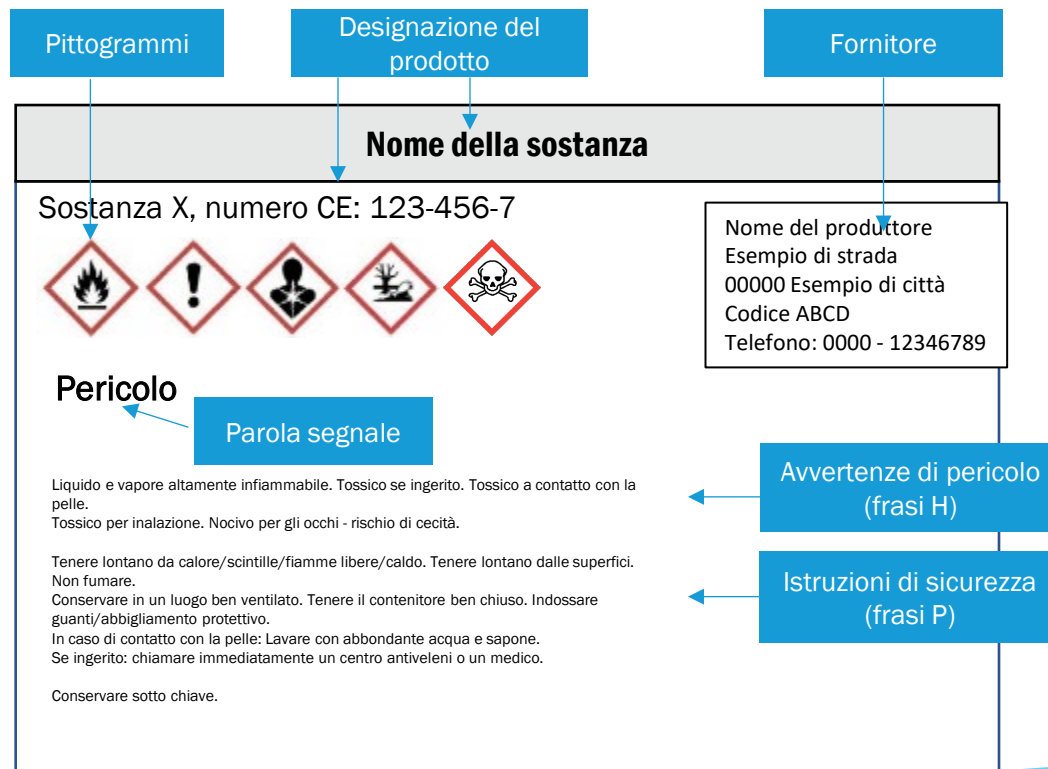 Pittogrammi
Designazione del
prodotto
Fornitore
Nome della sostanza
Sostanza X, numero CE: 123-456-7
Nome del produttore
Esempio di strada
00000 Esempio di città
Codice ABCD
Telefono: 0000 - 12346789
Pericolo
Parola segnale
Liquido e vapore altamente infiammabile. Tossico se ingerito. Tossico a contatto con la
pelle.
Tossico per inalazione. Nocivo per gli occhi - rischio di cecità.
Avvertenze di pericolo
(frasi H)
Tenere lontano da calore/scintille/fiamme libere/caldo. Tenere lontano dalle superfici.
Non fumare.
Conservare in un luogo ben ventilato. Tenere il contenitore ben chiuso. Indossare
guanti/abbigliamento protettivo.
In caso di contatto con la pelle: Lavare con abbondante acqua e sapone.
Se ingerito: chiamare immediatamente un centro antiveleni o un medico.
Istruzioni di sicurezza
(frasi P)
Conservare sotto chiave.